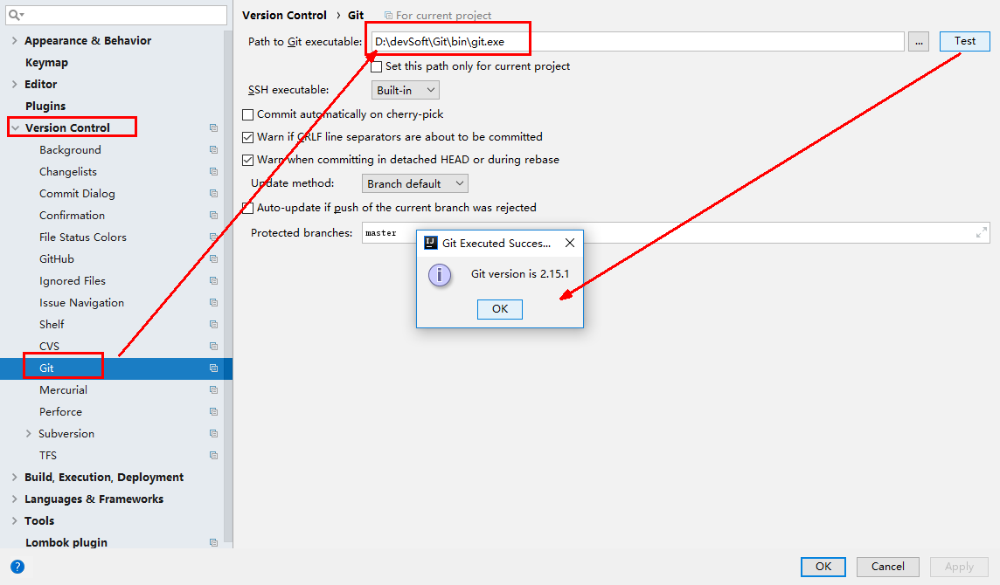 Appearance & Behavior
Keymap
Editor
Plugins
Version Control
Background
Changelists
Commit Dialog
Confirmation
File Status Colors
GitHub
Ignored Files
Issue Navigation
Shelf
CVS
Git
Mercurial
Perforce
Subversion
TFS
Build, Execution, Deployment
Languages & Frameworks
Tools
Lombok plugin
?
Version Control › Git For current project
Path to Git executable: D:\devSoft\Git\bin\git.exe ... Test
Set this path only for current project
SSH executable: Built-in
Commit automatically on cherry-pick
Warn if CRLF line separators are about to be committed
Warn when committing in detached HEAD or during rebase
Update method: Branch default
Auto-update if push of the current branch was rejected
Protected branches: master
IJ Git Executed Succes...
i Git version is 2.15.1
OK
OK Cancel Apply